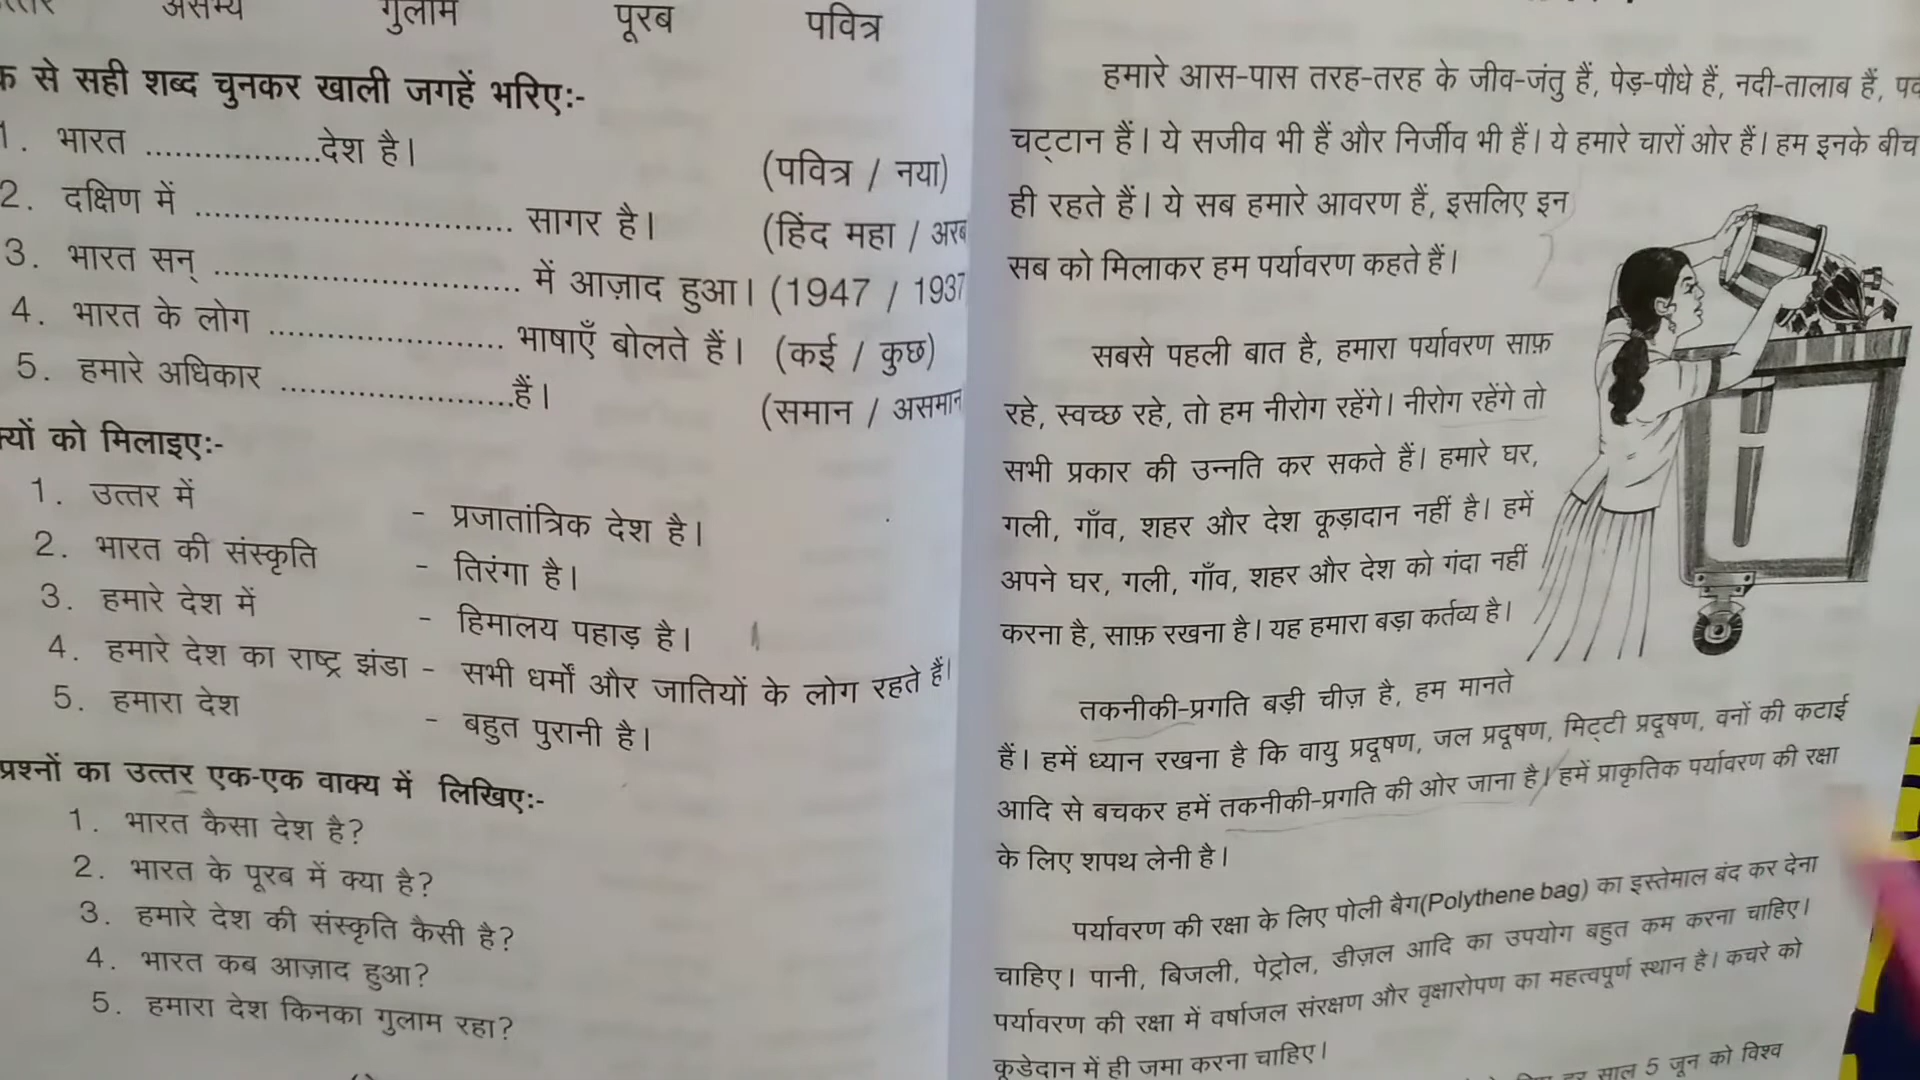 असभ्य गुलाम पूरब पवित्र
से सही शब्द चुनकर खाली जगहें भरिए:-
1. भारत .................देश है। (पवित्र / नया)
2. दक्षिण में ............................... सागर है। (हिंद महा / अरब
3. भारत सन् .............................. में आज़ाद हुआ। (1947 / 1937
4. भारत के लोग ....................... भाषाएँ बोलते हैं। (कई / कुछ)
5. हमारे अधिकार .......................हैं। (समान / असमान
को मिलाइए:-
1. उत्तर में - प्रजातांत्रिक देश है।
2. भारत की संस्कृति - तिरंगा है।
3. हमारे देश में - हिमालय पहाड़ है।
4. हमारे देश का राष्ट्र झंडा - सभी धर्मों और जातियों के लोग रहते हैं।
5. हमारा देश - बहुत पुरानी है।
प्रश्नों का उत्तर एक-एक वाक्य में लिखिए:-
1. भारत कैसा देश है?
2. भारत के पूरब में क्या है?
3. हमारे देश की संस्कृति कैसी है?
4. भारत कब आज़ाद हुआ?
5. हमारा देश किनका गुलाम रहा?
हमारे आस-पास तरह-तरह के जीव-जंतु हैं, पेड़-पौधे हैं, नदी-तालाब हैं,
चट्टान हैं। ये सजीव भी हैं और निर्जीव भी हैं। ये हमारे चारों ओर हैं। हम इनके बीच
ही रहते हैं। ये सब हमारे आवरण हैं, इसलिए इन
सब को मिलाकर हम पर्यावरण कहते हैं।
सबसे पहली बात है, हमारा पर्यावरण साफ़
रहे, स्वच्छ रहे, तो हम नीरोग रहेंगे। नीरोग रहेंगे तो
सभी प्रकार की उन्नति कर सकते हैं। हमारे घर,
गली, गाँव, शहर और देश कूड़ादान नहीं है। हमें
अपने घर, गली, गाँव, शहर और देश को गंदा नहीं
करना है, साफ़ रखना है। यह हमारा बड़ा कर्तव्य है।
तकनीकी-प्रगति बड़ी चीज़ है, हम मानते
हैं। हमें ध्यान रखना है कि वायु प्रदूषण, जल प्रदूषण, मिट्टी प्रदूषण, वनों की कटाई
आदि से बचकर हमें तकनीकी-प्रगति की ओर जाना है। हमें प्राकृतिक पर्यावरण की रक्षा
के लिए शपथ लेनी है।
पर्यावरण की रक्षा के लिए पोली बैग(Polythene bag) का इस्तेमाल बंद कर देना
चाहिए। पानी, बिजली, पेट्रोल, डीज़ल आदि का उपयोग बहुत कम करना चाहिए।
पर्यावरण की रक्षा में वर्षाजल संरक्षण और वृक्षारोपण का महत्वपूर्ण स्थान है। कचरे को
कूडेदान में ही जमा करना चाहिए।
हर साल 5 जून को विश्व